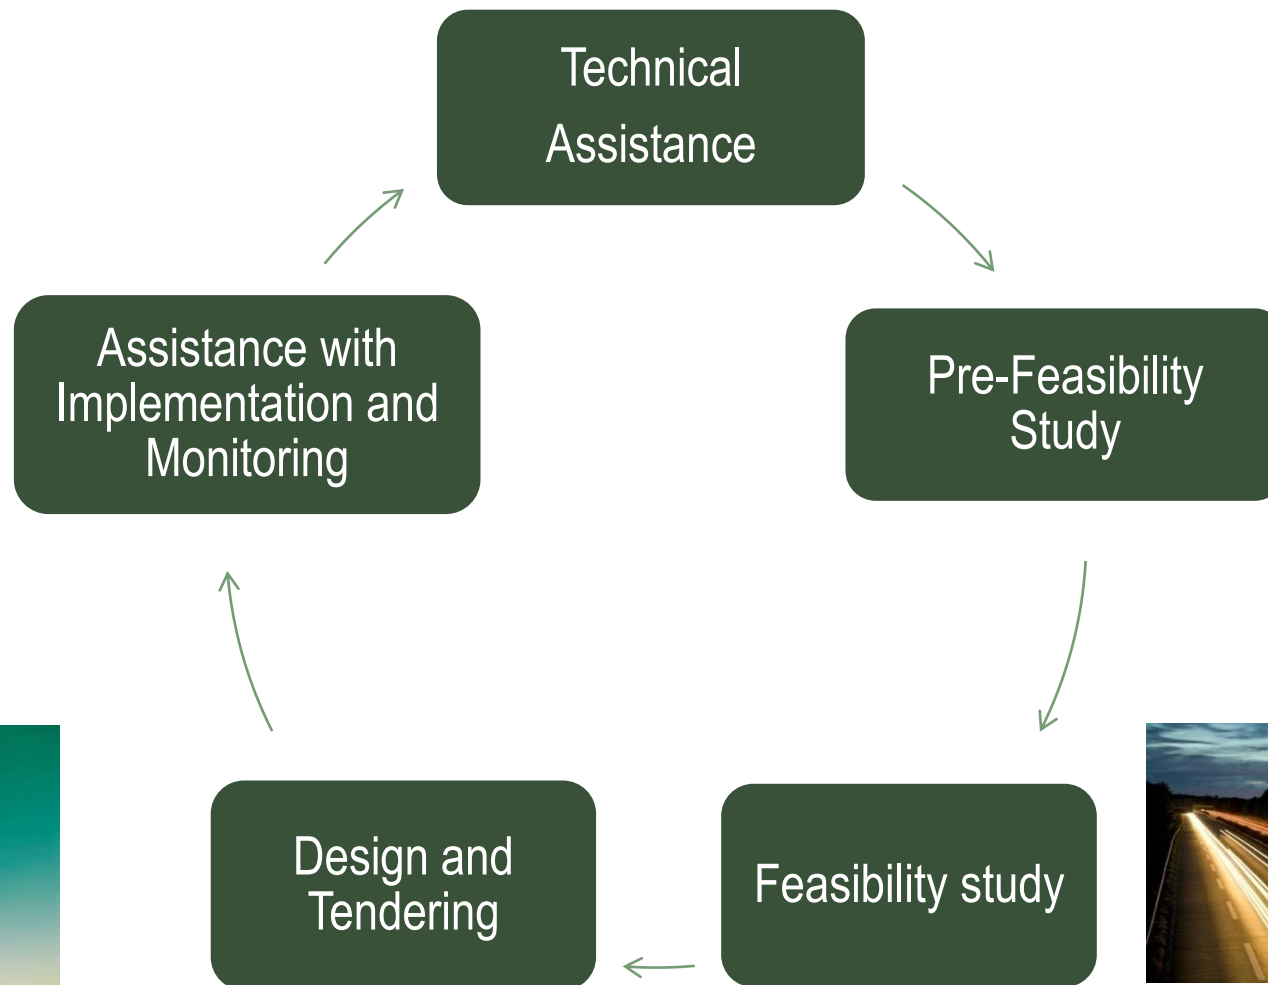 Technical
Assistance
Pre-Feasibility
Study
Feasibility study
Design and
Tendering
Assistance with
Implementation and
Monitoring